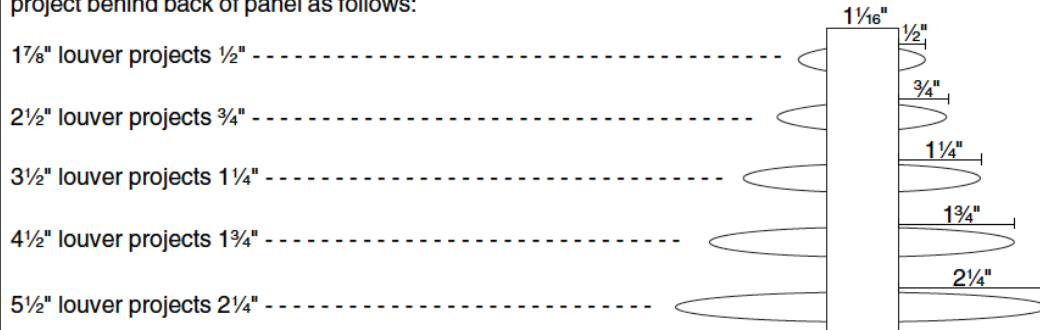 project behind back of panel as follows:
1 1⁄16"
½"
1⅞" louver projects ½"
¾"
2½" louver projects ¾"
1¼"
3½" louver projects 1¼"
1¾"
4½" louver projects 1¾"
2¼"
5½" louver projects 2¼"